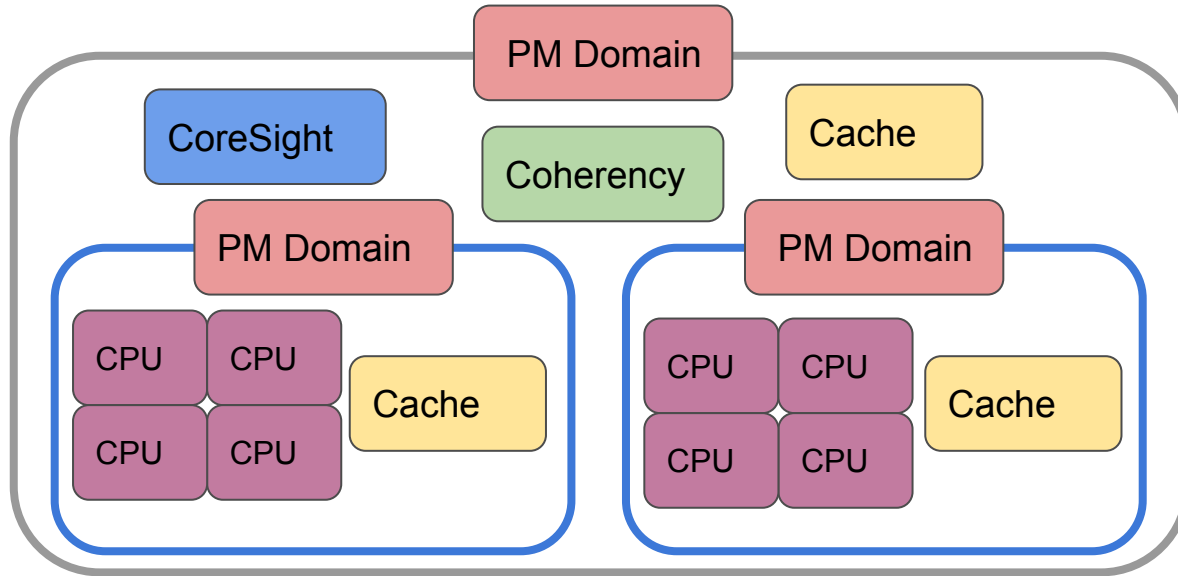 PM Domain
CoreSight
Cache
Coherency
PM Domain
PM Domain
CPU
CPU
CPU
CPU
Cache
CPU
CPU
CPU
CPU
Cache